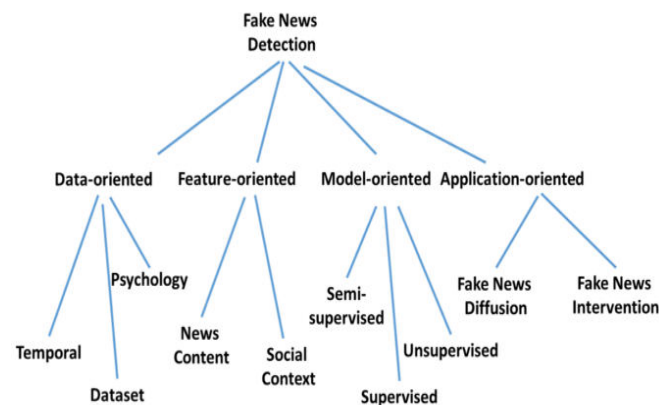 Fake News
Detection
Data-oriented
Feature-oriented
Model-oriented
Application-oriented
Psychology
Temporal
Dataset
News
Content
Social
Context
Semi-
supervised
Unsupervised
Supervised
Fake News
Diffusion
Fake News
Intervention